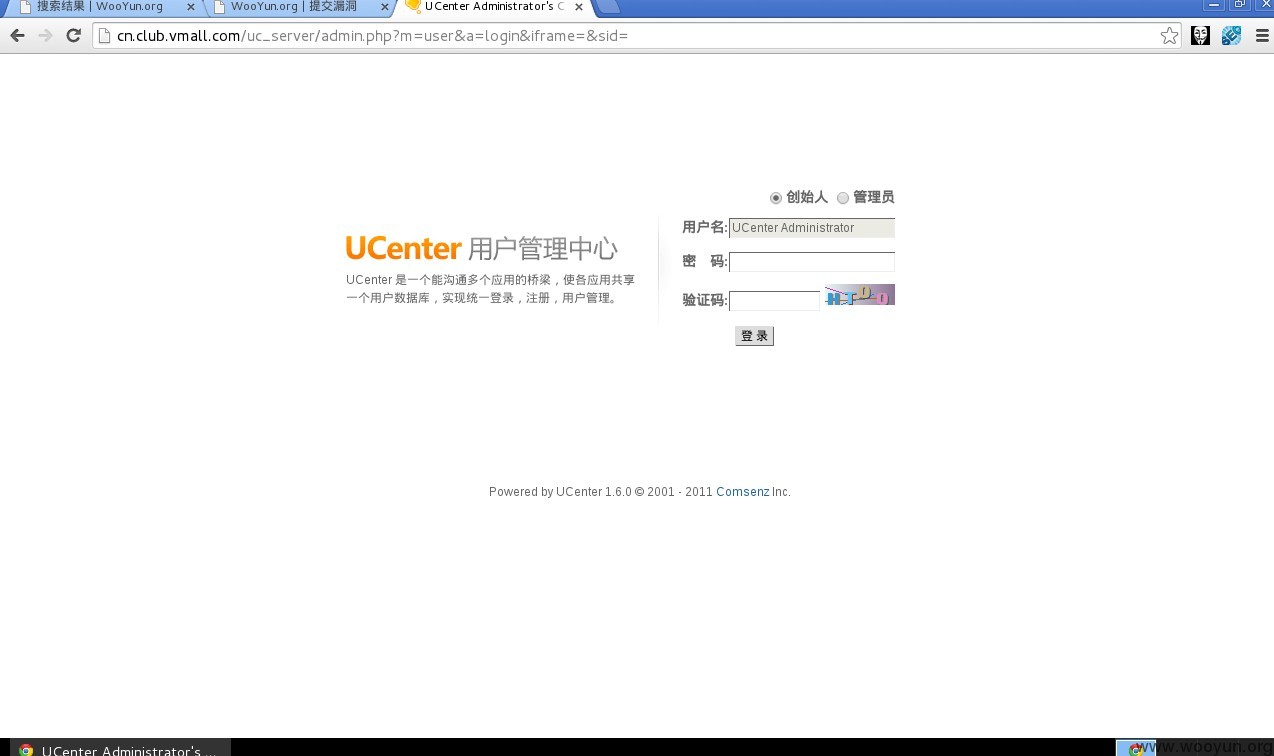 搜索结果 | WooYun.org
WooYun.org | 提交漏洞
UCenter Administrator's C
cn.club.vmall.com/uc_server/admin.php?m=user&a=login&iframe=&sid=
创始人 管理员
用户名: UCenter Administrator
密 码:
验证码: HTDD
登 录
UCenter 用户管理中心
UCenter 是一个能沟通多个应用的桥梁，使各应用共享
一个用户数据库，实现统一登录，注册，用户管理。
Powered by UCenter 1.6.0 © 2001 - 2011 Comsenz Inc.
UCenter Administrator's ...
www.wooyun.org